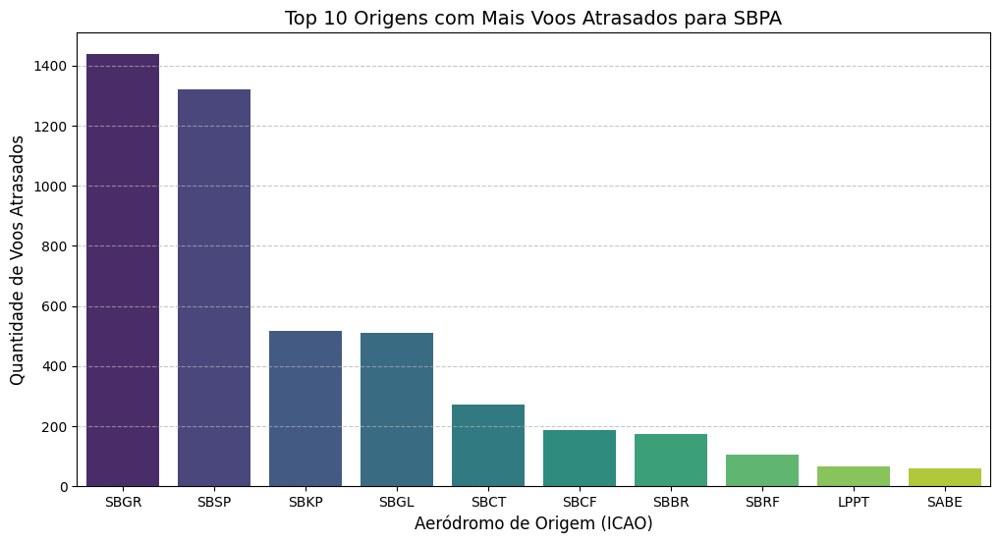 Top 10 Origens com Mais Voos Atrasados para SBPA
Quantidade de Voos Atrasados
1400
1200
1000
800
600
400
200
0
SBGR SBSP SBKP SBGL SBCT SBCF SBBR SBRF LPPT SABE
Aeródromo de Origem (ICAO)